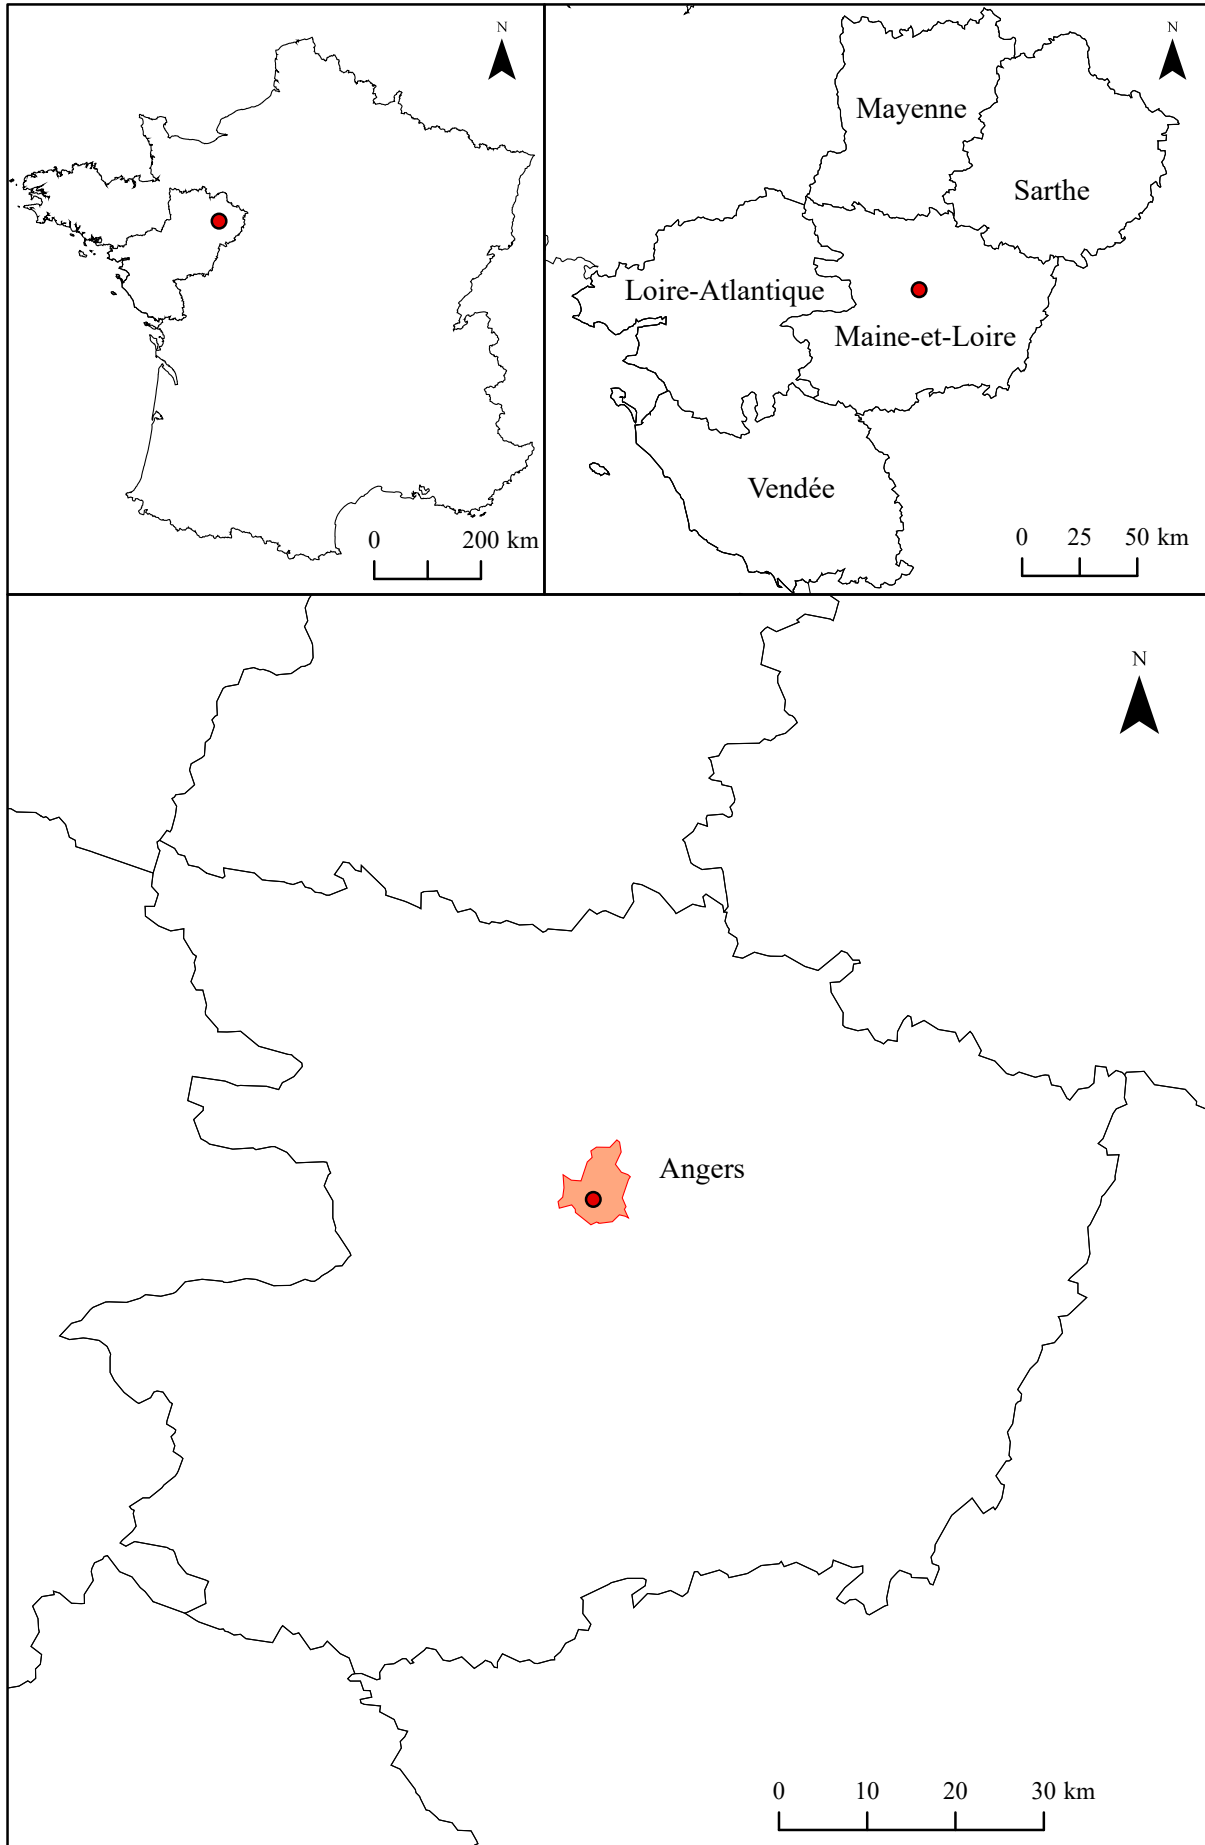 N
0
200 km
N
Mayenne
Sarthe
Loire-Atlantique
Maine-et-Loire
Vendée
0 25 50 km
N
Angers
0 10 20 30 km